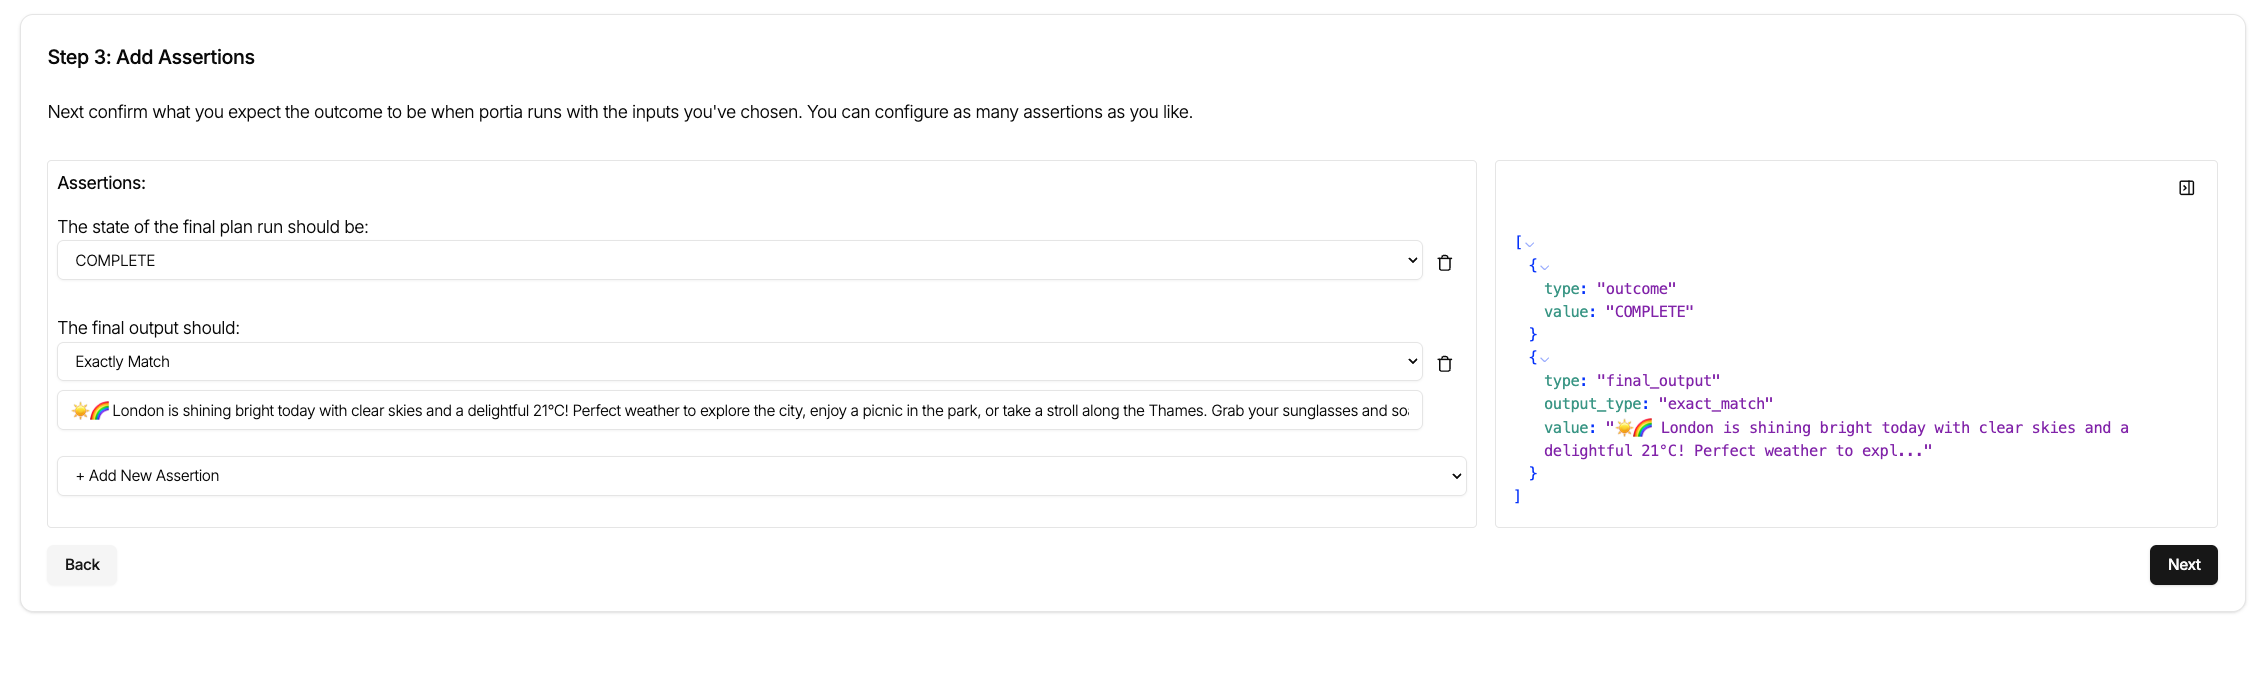 Step 3: Add Assertions
Next confirm what you expect the outcome to be when portia runs with the inputs you've chosen. You can configure as many assertions as you like.
Assertions:
The state of the final plan run should be:
COMPLETE
The final output should:
Exactly Match
☀️🌈 London is shining bright today with clear skies and a delightful 21°C! Perfect weather to explore the city, enjoy a picnic in the park, or take a stroll along the Thames. Grab your sunglasses and so
+ Add New Assertion
[
{
type: "outcome"
value: "COMPLETE"
}
{
type: "final_output"
output_type: "exact_match"
value: "☀️🌈 London is shining bright today with clear skies and a
delightful 21°C! Perfect weather to expl..."
}
]
Back
Next